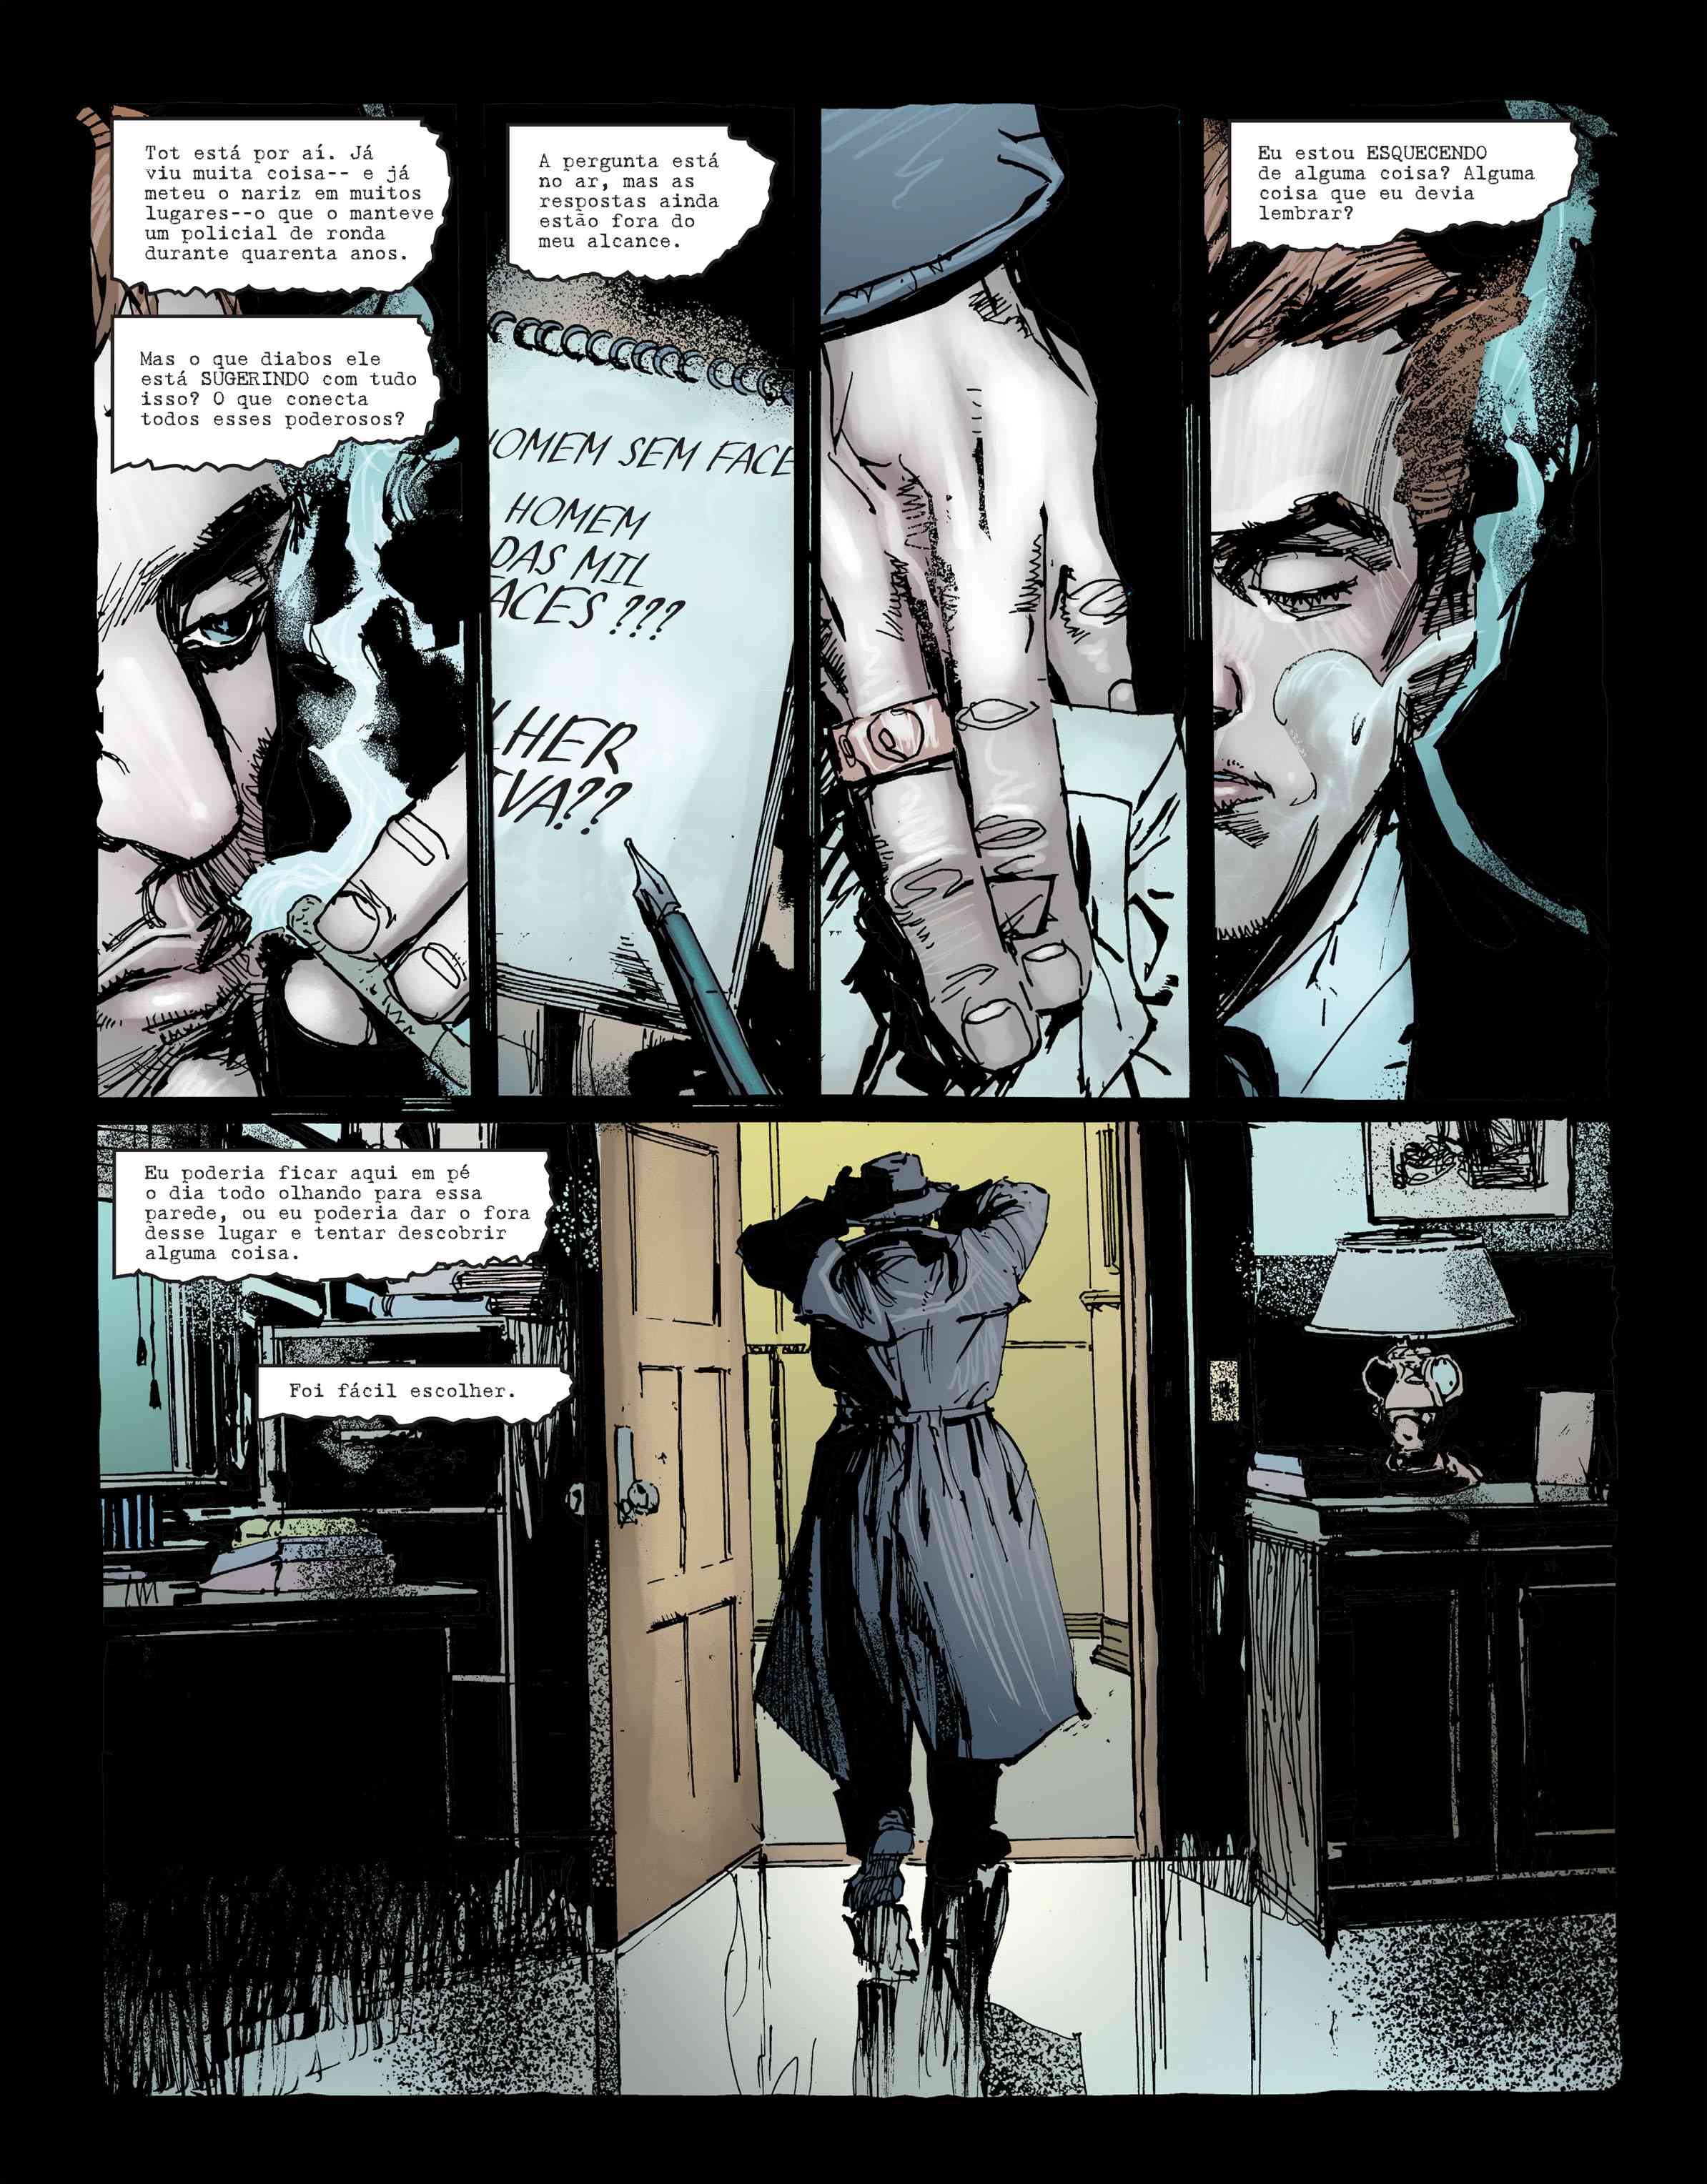 Tot está por aí. Já
viu muita coisa-- e já
meteu o nariz em muitos
lugares--o que o manteve
um policial de ronda
durante quarenta anos.
Mas o que diabos ele
está SUGERINDO com tudo
isso? O que conecta
todos esses poderosos?
A pergunta está
no ar, mas as
respostas ainda
estão fora do
meu alcance.
OMEM SEM FACE
HOMEM
DAS MIL
ACES ???
LHER
IVA??
Eu estou ESQUECENDO
de alguma coisa? Alguma
coisa que eu devia
lembrar?
Eu poderia ficar aqui em pé
o dia todo olhando para essa
parede, ou eu poderia dar o fora
desse lugar e tentar descobrir
alguma coisa.
Foi fácil escolher.